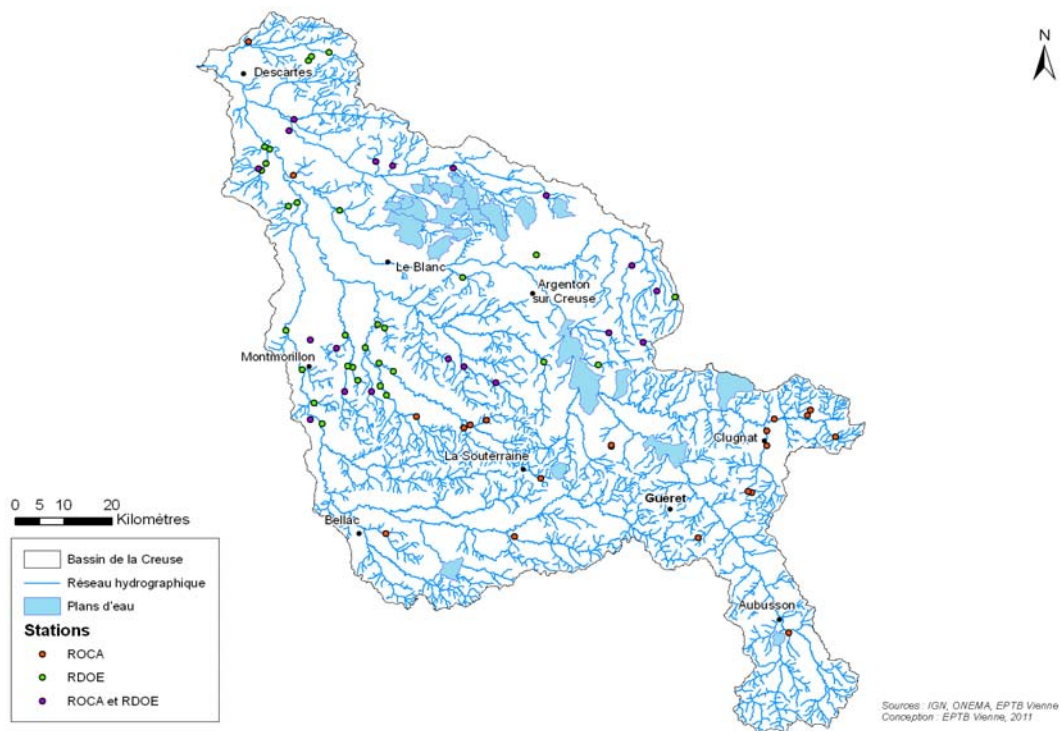 N
Descartes
Le Blanc
Argenton
sur Creuse
Montmorillon
Clugnat
La Souterraine
Guéret
Bellac
Aubusson
0 5 10 20
Kilomètres
Bassin de la Creuse
Réseau hydrographique
Plans d'eau
Stations
ROCA
RDOE
ROCA et RDOE
Sources : IGN, ONEMA, EPTB Vienne
Conception : EPTB Vienne, 2011